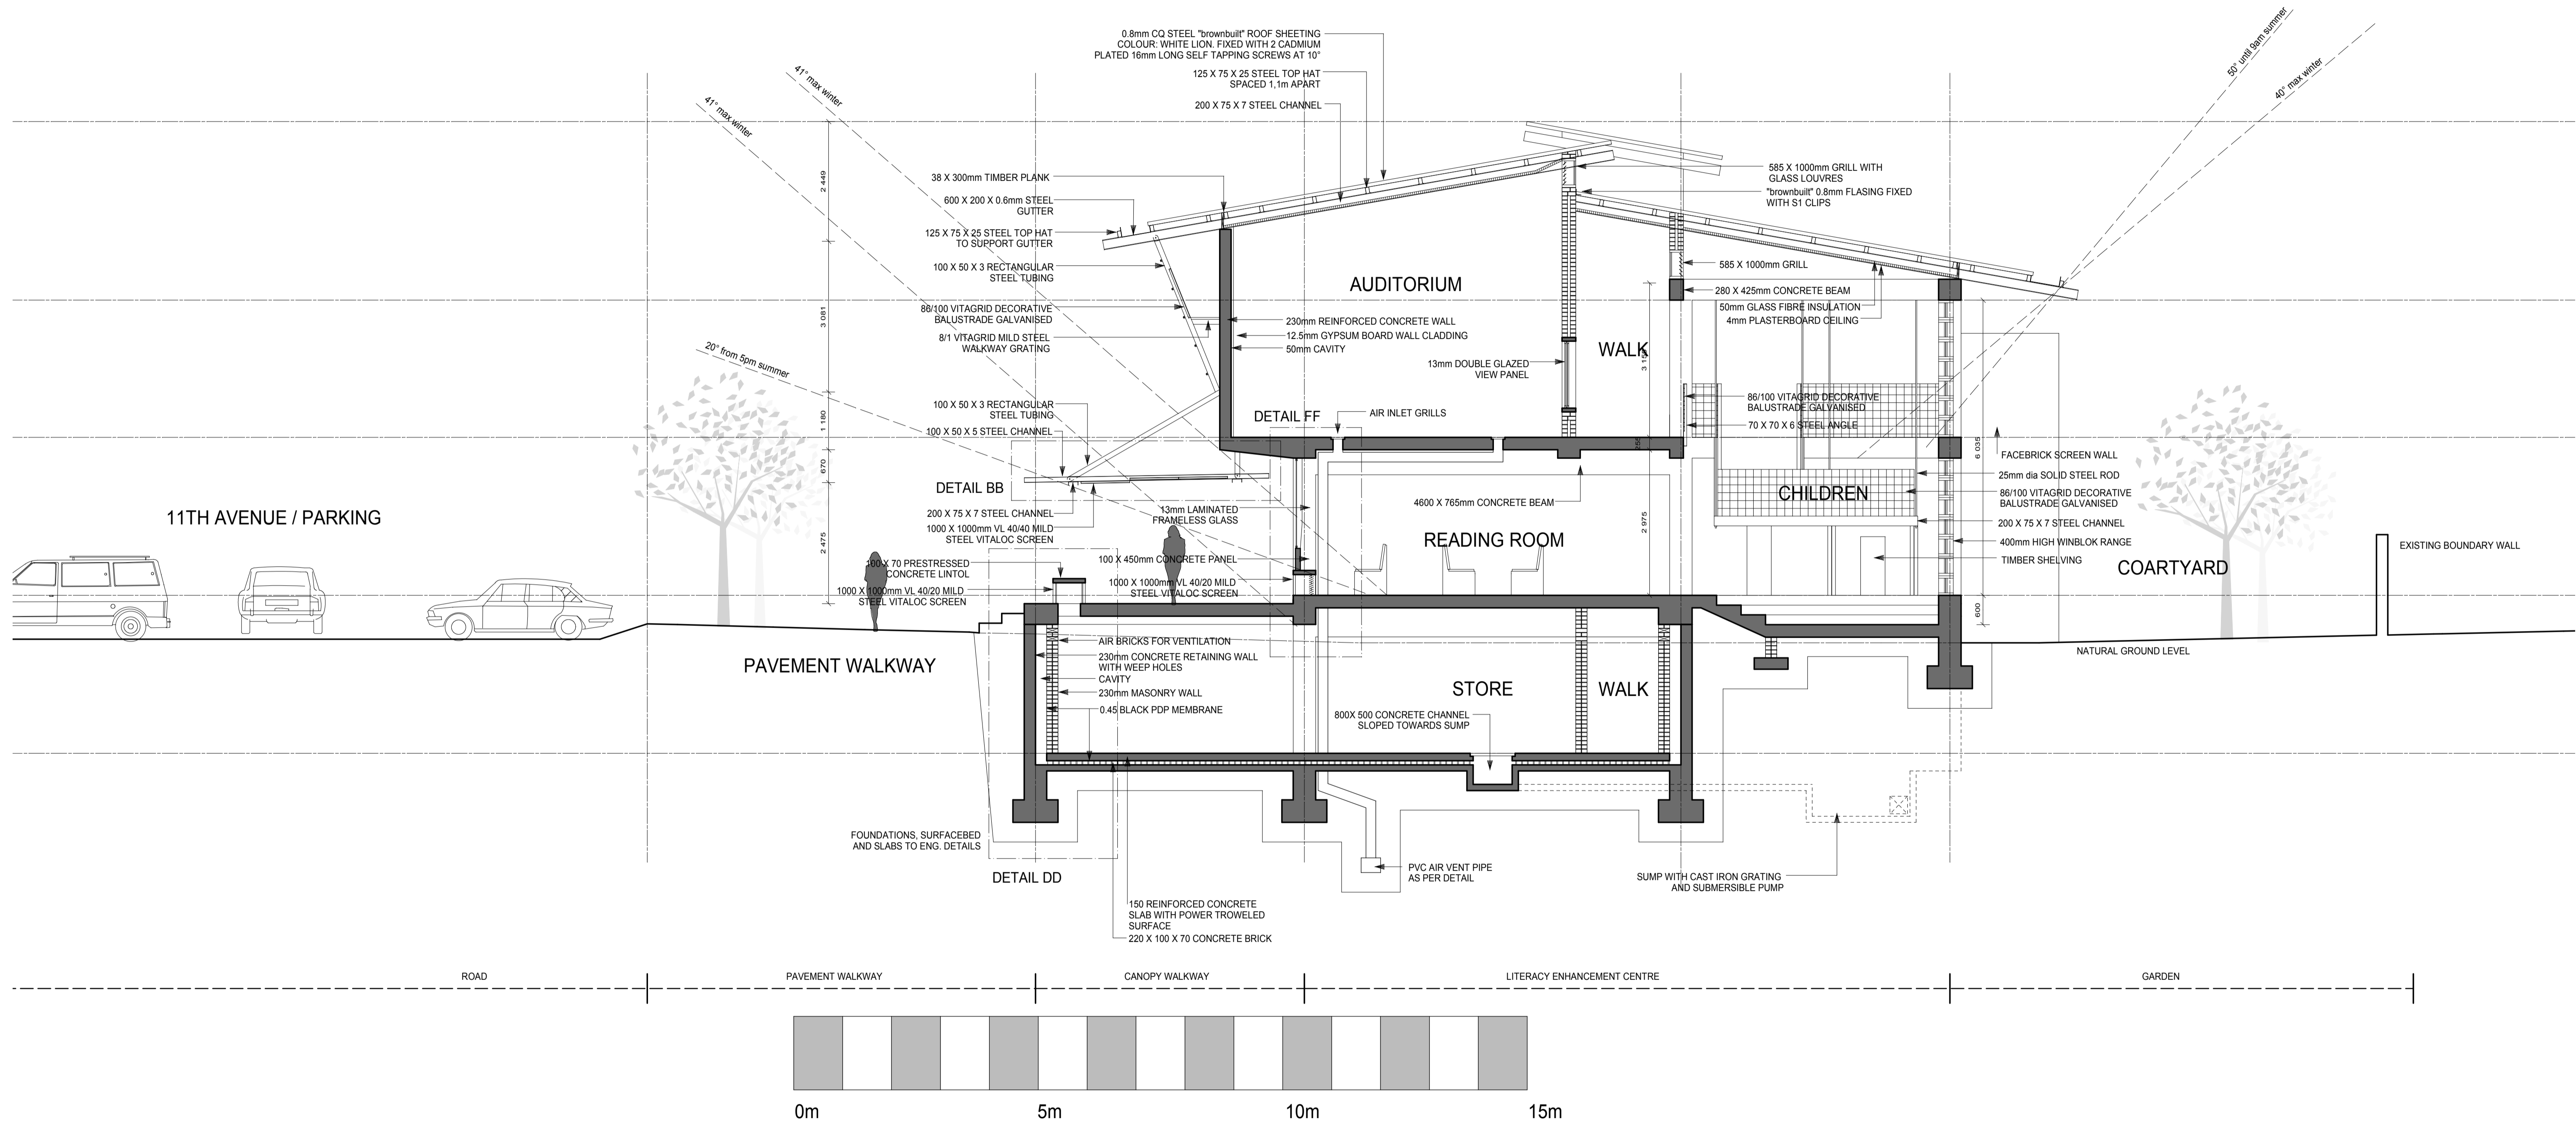 0.8mm CQ STEEL "brownbuilt" ROOF SHEETING
COLOUR: WHITE LION. FIXED WITH 2 CADMIUM
PLATED 16mm LONG SELF TAPPING SCREWS AT 10°
125 X 75 X 25 STEEL TOP HAT
SPACED 1,1m APART
200 X 75 X 7 STEEL CHANNEL
41° max winter
41° max winter
50° until 9am summer
40° max winter
2 449
3 081
1 180
670
2 475
38 X 300mm TIMBER PLANK
600 X 200 X 0.6mm STEEL
GUTTER
125 X 75 X 25 STEEL TOP HAT
TO SUPPORT GUTTER
100 X 50 X 3 RECTANGULAR
STEEL TUBING
86/100 VITAGRID DECORATIVE
BALUSTRADE GALVANISED
8/1 VITAGRID MILD STEEL
WALKWAY GRATING
20° from 5pm summer
100 X 50 X 3 RECTANGULAR
STEEL TUBING
100 X 50 X 5 STEEL CHANNEL
DETAIL BB
200 X 75 X 7 STEEL CHANNEL
1000 X 1000mm VL 40/40 MILD
STEEL VITALOC SCREEN
100 X 70 PRESTRESSED
CONCRETE LINTOL
1000 X 1000mm VL 40/20 MILD
STEEL VITALOC SCREEN
585 X 1000mm GRILL WITH
GLASS LOUVRES
"brownbuilt" 0.8mm FLASING FIXED
WITH S1 CLIPS
585 X 1000mm GRILL
280 X 425mm CONCRETE BEAM
50mm GLASS FIBRE INSULATION
4mm PLASTERBOARD CEILING
AUDITORIUM
230mm REINFORCED CONCRETE WALL
12.5mm GYPSUM BOARD WALL CLADDING
50mm CAVITY
13mm DOUBLE GLAZED
VIEW PANEL
WALK
DETAIL FF
AIR INLET GRILLS
86/100 VITAGRID DECORATIVE
BALUSTRADE GALVANISED
70 X 70 X 6 STEEL ANGLE
6 035
FACEBRICK SCREEN WALL
25mm dia SOLID STEEL ROD
86/100 VITAGRID DECORATIVE
BALUSTRADE GALVANISED
200 X 75 X 7 STEEL CHANNEL
400mm HIGH WINBLOK RANGE
TIMBER SHELVING
CHILDREN
4600 X 765mm CONCRETE BEAM
2 975
13mm LAMINATED
FRAMELESS GLASS
READING ROOM
100 X 450mm CONCRETE PANEL
1000 X 1000mm VL 40/20 MILD
STEEL VITALOC SCREEN
600
11TH AVENUE / PARKING
COARTYARD
EXISTING BOUNDARY WALL
NATURAL GROUND LEVEL
PAVEMENT WALKWAY
AIR BRICKS FOR VENTILATION
230mm CONCRETE RETAINING WALL
WITH WEEP HOLES
CAVITY
230mm MASONRY WALL
0.45 BLACK PDP MEMBRANE
STORE
WALK
800X 500 CONCRETE CHANNEL
SLOPED TOWARDS SUMP
FOUNDATIONS, SURFACEBED
AND SLABS TO ENG. DETAILS
DETAIL DD
PVC AIR VENT PIPE
AS PER DETAIL
SUMP WITH CAST IRON GRATING
AND SUBMERSIBLE PUMP
150 REINFORCED CONCRETE
SLAB WITH POWER TROWELED
SURFACE
220 X 100 X 70 CONCRETE BRICK
ROAD
PAVEMENT WALKWAY
CANOPY WALKWAY
LITERACY ENHANCEMENT CENTRE
GARDEN
0m
5m
10m
15m